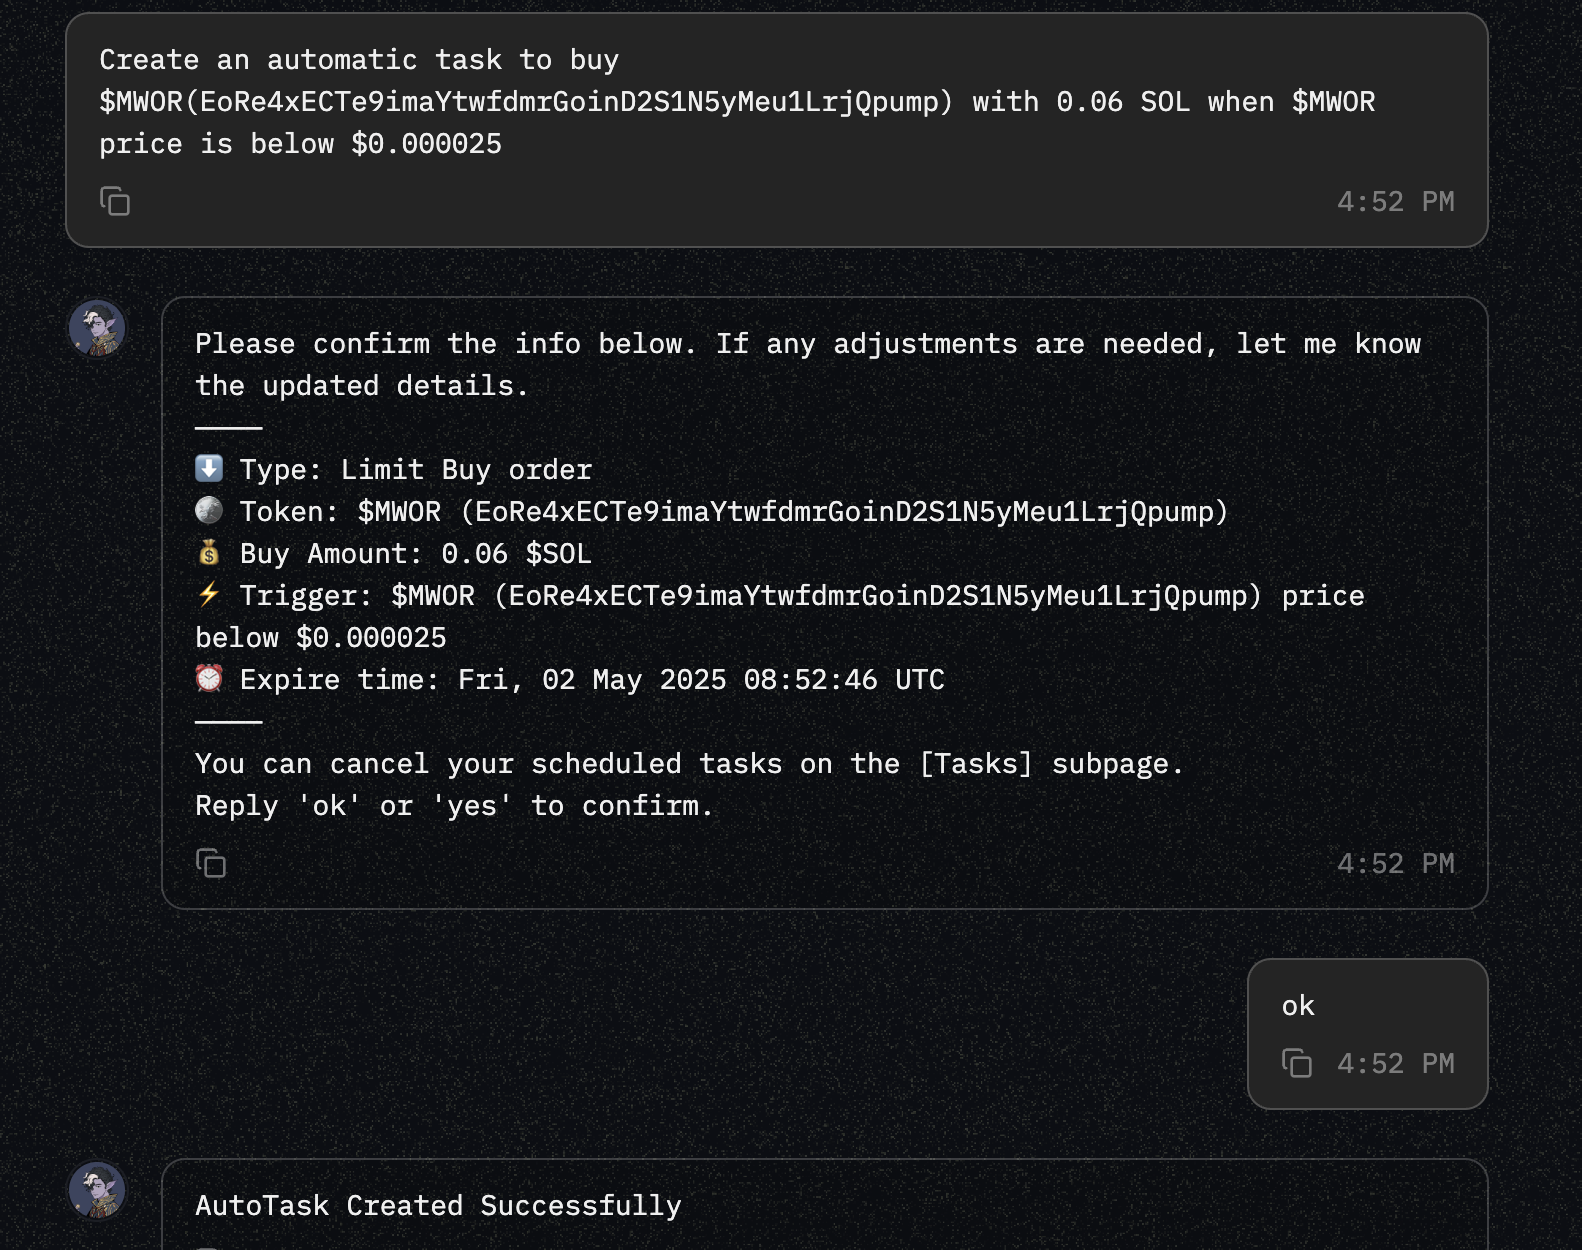 Create an automatic task to buy
$MWOR(EoRe4xECTe9imaYtwfdmrGoinD2S1N5yMeu1LrjQpump) with 0.06 SOL when $MWOR
price is below $0.000025
4:52 PM
Please confirm the info below. If any adjustments are needed, let me know
the updated details.
————
⬇️ Type: Limit Buy order
🌑 Token: $MWOR (EoRe4xECTe9imaYtwfdmrGoinD2S1N5yMeu1LrjQpump)
💰 Buy Amount: 0.06 $SOL
⚡ Trigger: $MWOR (EoRe4xECTe9imaYtwfdmrGoinD2S1N5yMeu1LrjQpump) price
below $0.000025
⏰ Expire time: Fri, 02 May 2025 08:52:46 UTC
————
You can cancel your scheduled tasks on the [Tasks] subpage.
Reply 'ok' or 'yes' to confirm.
4:52 PM
ok
4:52 PM
AutoTask Created Successfully